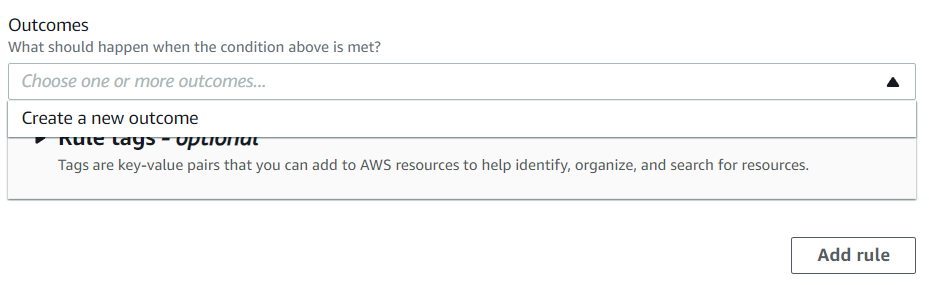 Outcomes
What should happen when the condition above is met?
Choose one or more outcomes...
Create a new outcome
Rule tags - optional
Tags are key-value pairs that you can add to AWS resources to help identify, organize, and search for resources.
Add rule